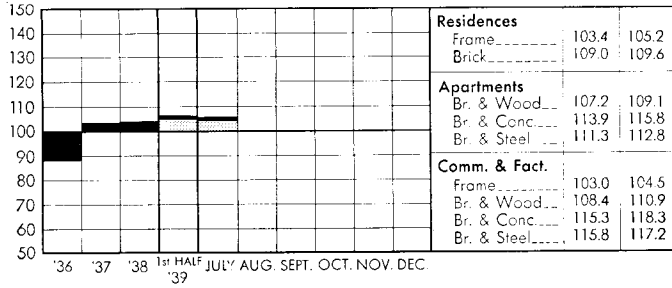 150
140
130
120
110
100
90
80
70
60
50
'36 '37 '38 1st HALF '39 JULY AUG. SEPT. OCT. NOV. DEC.
Residences
Frame 103.4 105.2
Brick 109.0 109.6
Apartments
Br. & Wood 107.2 109.1
Br. & Conc. 113.9 115.8
Br. & Steel 111.3 112.8
Comm. & Fact.
Frame 103.0 104.5
Br. & Wood 108.4 110.9
Br. & Conc. 115.3 118.3
Br. & Steel 115.8 117.2